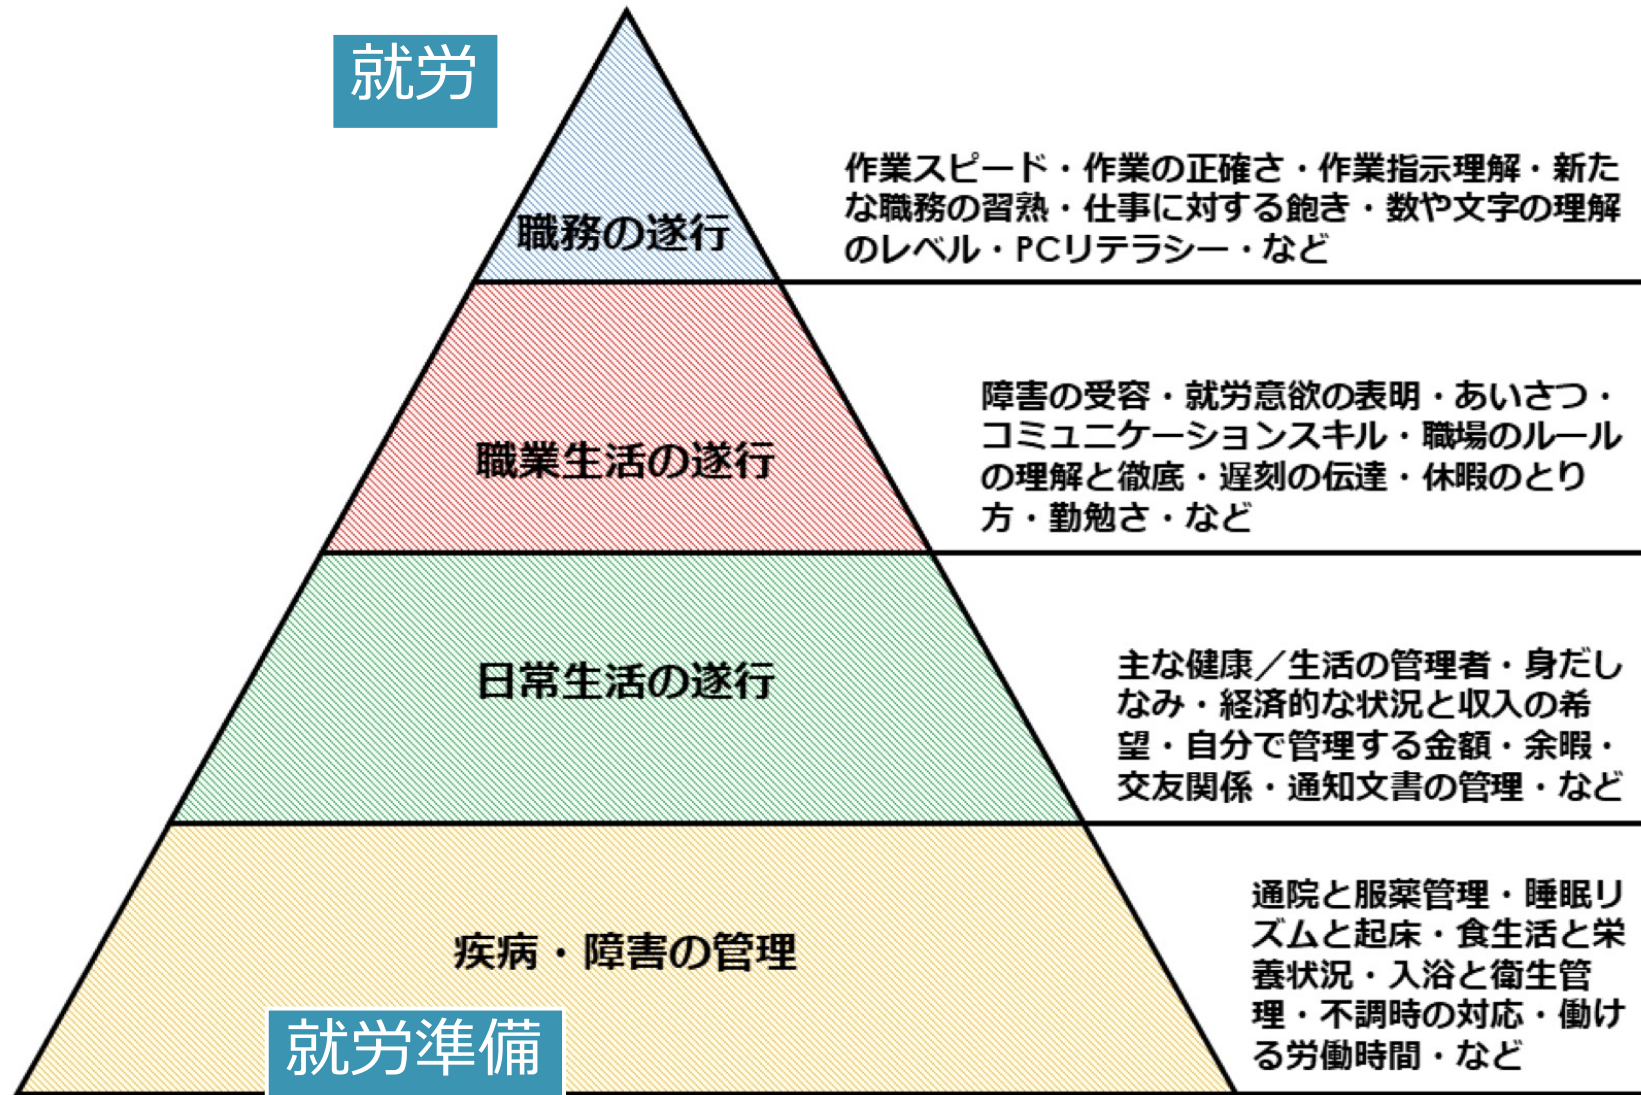 就労
作業スピード・作業の正確さ・作業指示理解・新た
な職務の習熟・仕事に対する飽き・数や文字の理解
のレベル・PCリテラシー・など
職務の遂行
障害の受容・就労意欲の表明・あいさつ・
コミュニケーションスキル・職場のルール
の理解と徹底・遅刻の伝達・休暇のとり
方・勤勉さ・など
職業生活の遂行
主な健康／生活の管理者・身だし
なみ・経済的な状況と収入の希
望・自分で管理する金額・余暇・
交友関係・通知文書の管理・など
日常生活の遂行
通院と服薬管理・睡眠リ
ズムと起床・食生活と栄
養状況・入浴と衛生管
理・不調時の対応・働け
る労働時間・など
疾病・障害の管理
就労準備